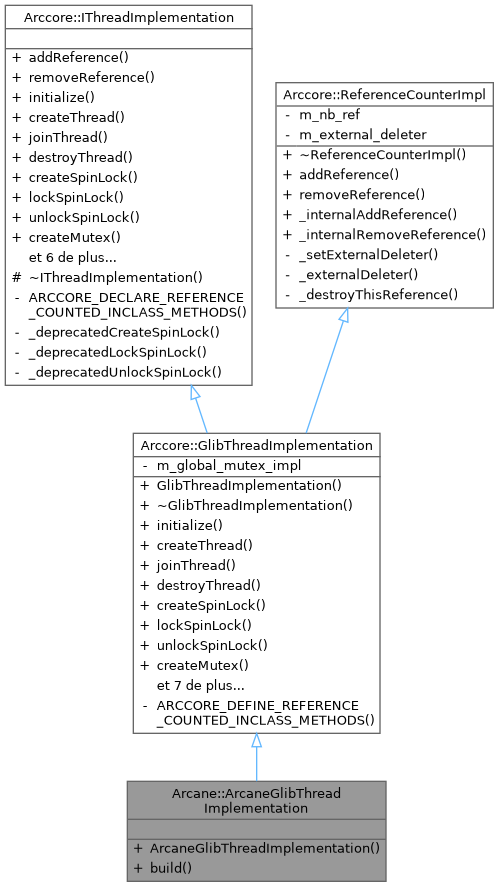 Arccore::IThreadImplementation
+ addReference()
+ removeReference()
+ initialize()
+ createThread()
+ joinThread()
+ destroyThread()
+ createSpinLock()
+ lockSpinLock()
+ unlockSpinLock()
+ createMutex()
et 6 de plus...
# ~IThreadImplementation()
- ARCCORE_DECLARE_REFERENCE
_COUNTED_INCLASS_METHODS()
- _deprecatedCreateSpinLock()
- _deprecatedLockSpinLock()
- _deprecatedUnlockSpinLock()
Arccore::ReferenceCounterImpl
- m_nb_ref
- m_external_deleter
+ ~ReferenceCounterImpl()
+ addReference()
+ removeReference()
+ _internalAddReference()
+ _internalRemoveReference()
- _setExternalDeleter()
- _externalDeleter()
- _destroyThisReference()
Arccore::GlibThreadImplementation
- m_global_mutex_impl
+ GlibThreadImplementation()
+ ~GlibThreadImplementation()
+ initialize()
+ createThread()
+ joinThread()
+ destroyThread()
+ createSpinLock()
+ lockSpinLock()
+ unlockSpinLock()
+ createMutex()
et 7 de plus...
- ARCCORE_DEFINE_REFERENCE
_COUNTED_INCLASS_METHODS()
Arcane::ArcaneGlibThread
Implementation
+ ArcaneGlibThreadImplementation()
+ build()